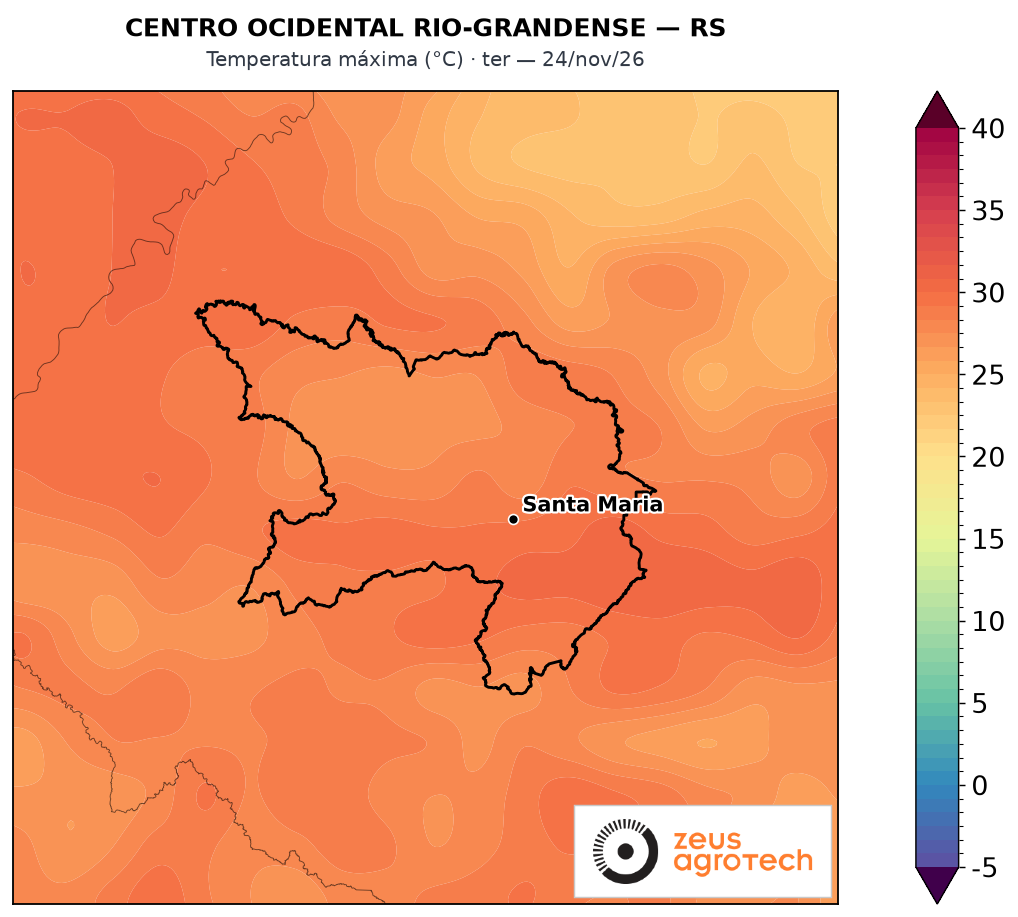 CENTRO OCIDENTAL RIO-GRANDENSE — RS
Temperatura máxima (°C) · ter — 24/nov/26
40
35
30
25
20
15
10
5
0
-5
Santa Maria
zeus
agrotech